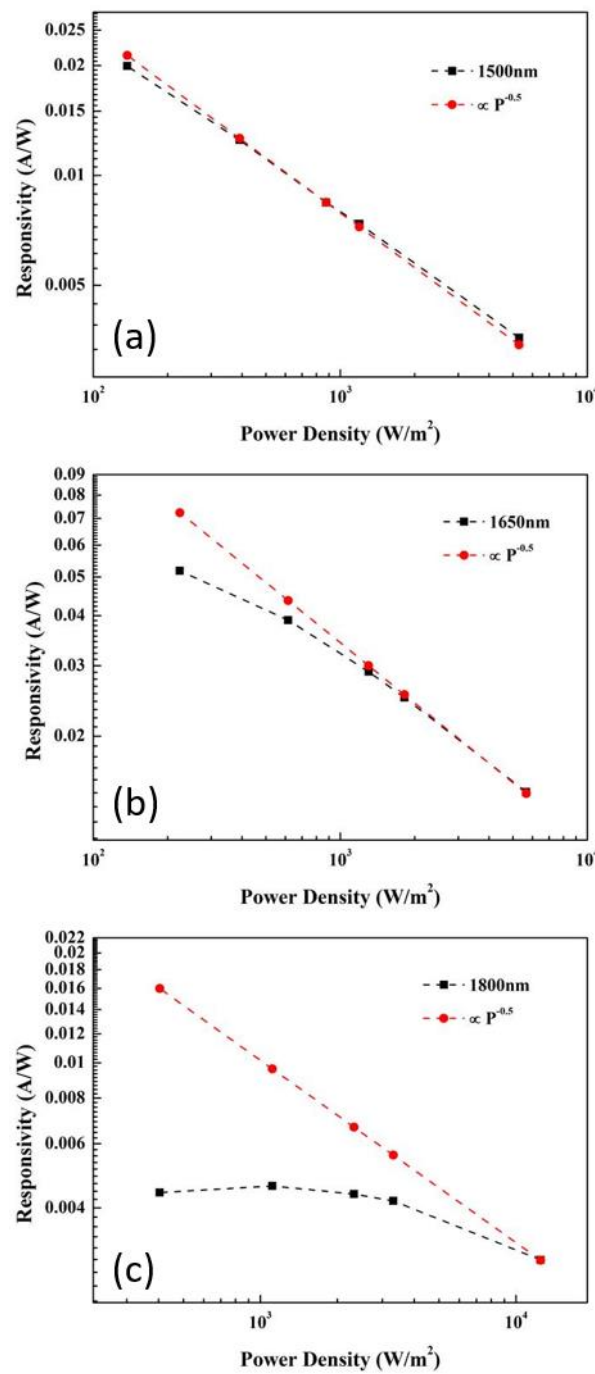 0.025
0.02
0.015
0.01
0.005
Responsivity (A/W)
1500nm
∝ P^-0.5
(a)
10^2
10^3
10
Power Density (W/m^2)
0.09
0.08
0.07
0.06
0.05
0.04
0.03
0.02
Responsivity (A/W)
1650nm
∝ P^-0.5
(b)
10^2
10^3
10
Power Density (W/m^2)
0.022
0.02
0.018
0.016
0.014
0.012
0.01
0.008
0.006
0.004
Responsivity (A/W)
1800nm
∝ P^-0.5
(c)
10^3
10^4
Power Density (W/m^2)